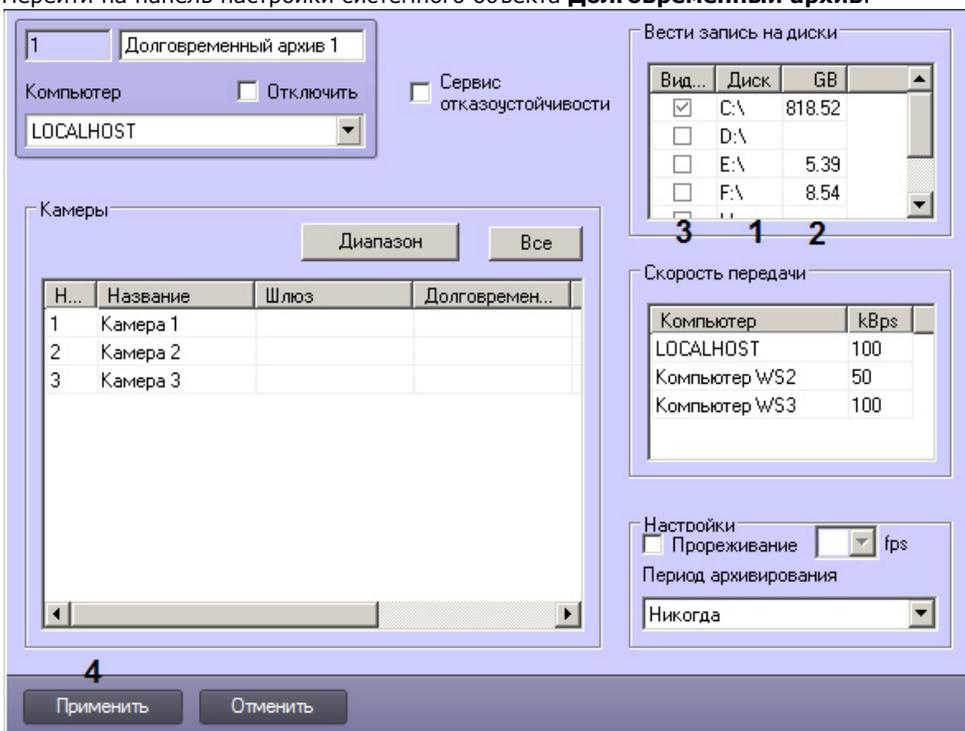 Перейти на панель настройки системного объекта Долговременный архив.
1 Долговременный архив 1
Компьютер Отключить
LOCALHOST
Сервис
отказоустойчивости
Вести запись на диски
Вид... Диск GB
C:\ 818.52
D:\
E:\ 5.39
F:\ 8.54
3 1 2
Камеры
Диапазон Все
Н... Название Шлюз Долговремен...
1 Камера 1
2 Камера 2
3 Камера 3
Скорость передачи
Компьютер kBps
LOCALHOST 100
Компьютер WS2 50
Компьютер WS3 100
Настройки
Прореживание fps
Период архивирования
Никогда
4
Применить Отменить